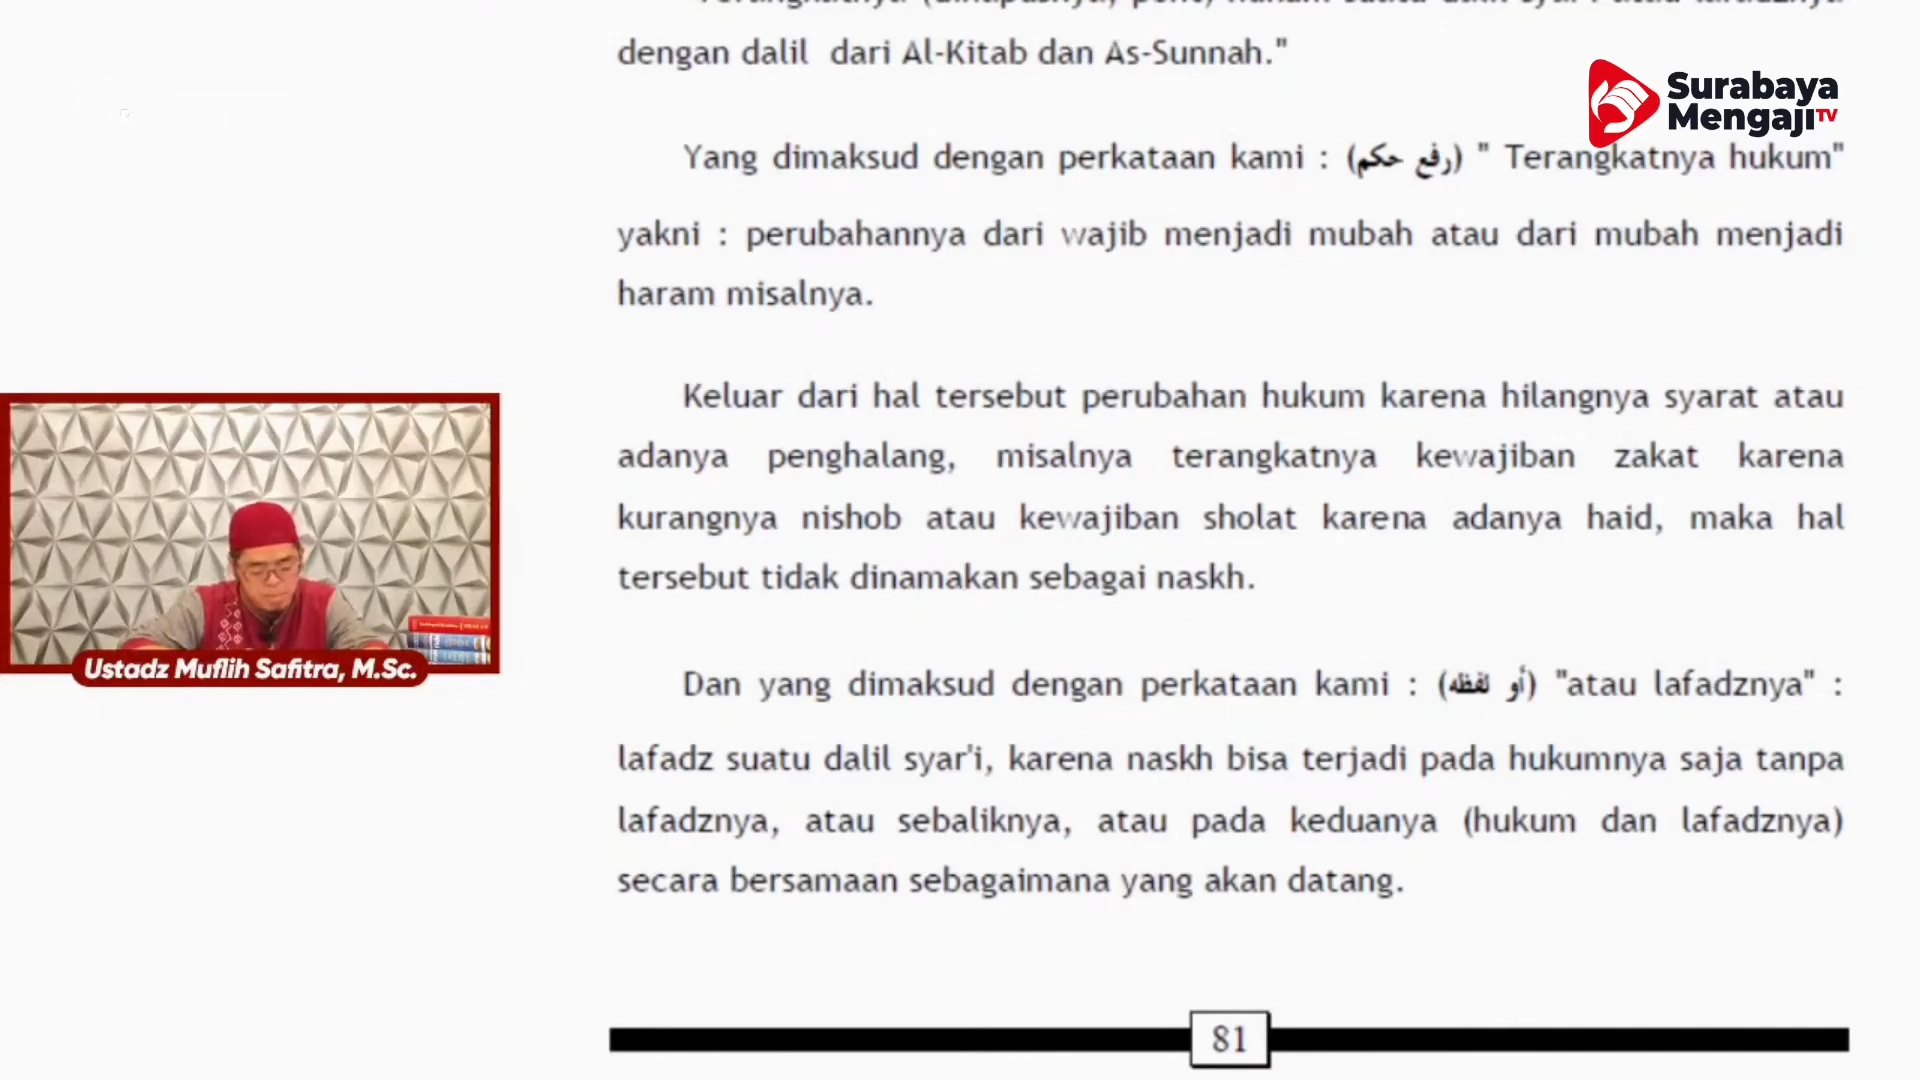 dengan dalil dari Al-Kitab dan As-Sunnah."
Surabaya
Mengaji TV
Yang dimaksud dengan perkataan kami : (رفع حكم) " Terangkatnya hukum"
yakni : perubahannya dari wajib menjadi mubah atau dari mubah menjadi
haram misalnya.
Keluar dari hal tersebut perubahan hukum karena hilangnya syarat atau
adanya penghalang, misalnya terangkatnya kewajiban zakat karena
kurangnya nishob atau kewajiban sholat karena adanya haid, maka hal
tersebut tidak dinamakan sebagai naskh.
Dan yang dimaksud dengan perkataan kami : (أو لفظه) "atau lafadznya" :
lafadz suatu dalil syar'i, karena naskh bisa terjadi pada hukumnya saja tanpa
lafadznya, atau sebaliknya, atau pada keduanya (hukum dan lafadznya)
secara bersamaan sebagaimana yang akan datang.
81
Ustadz Muflih Safitra, M.Sc.